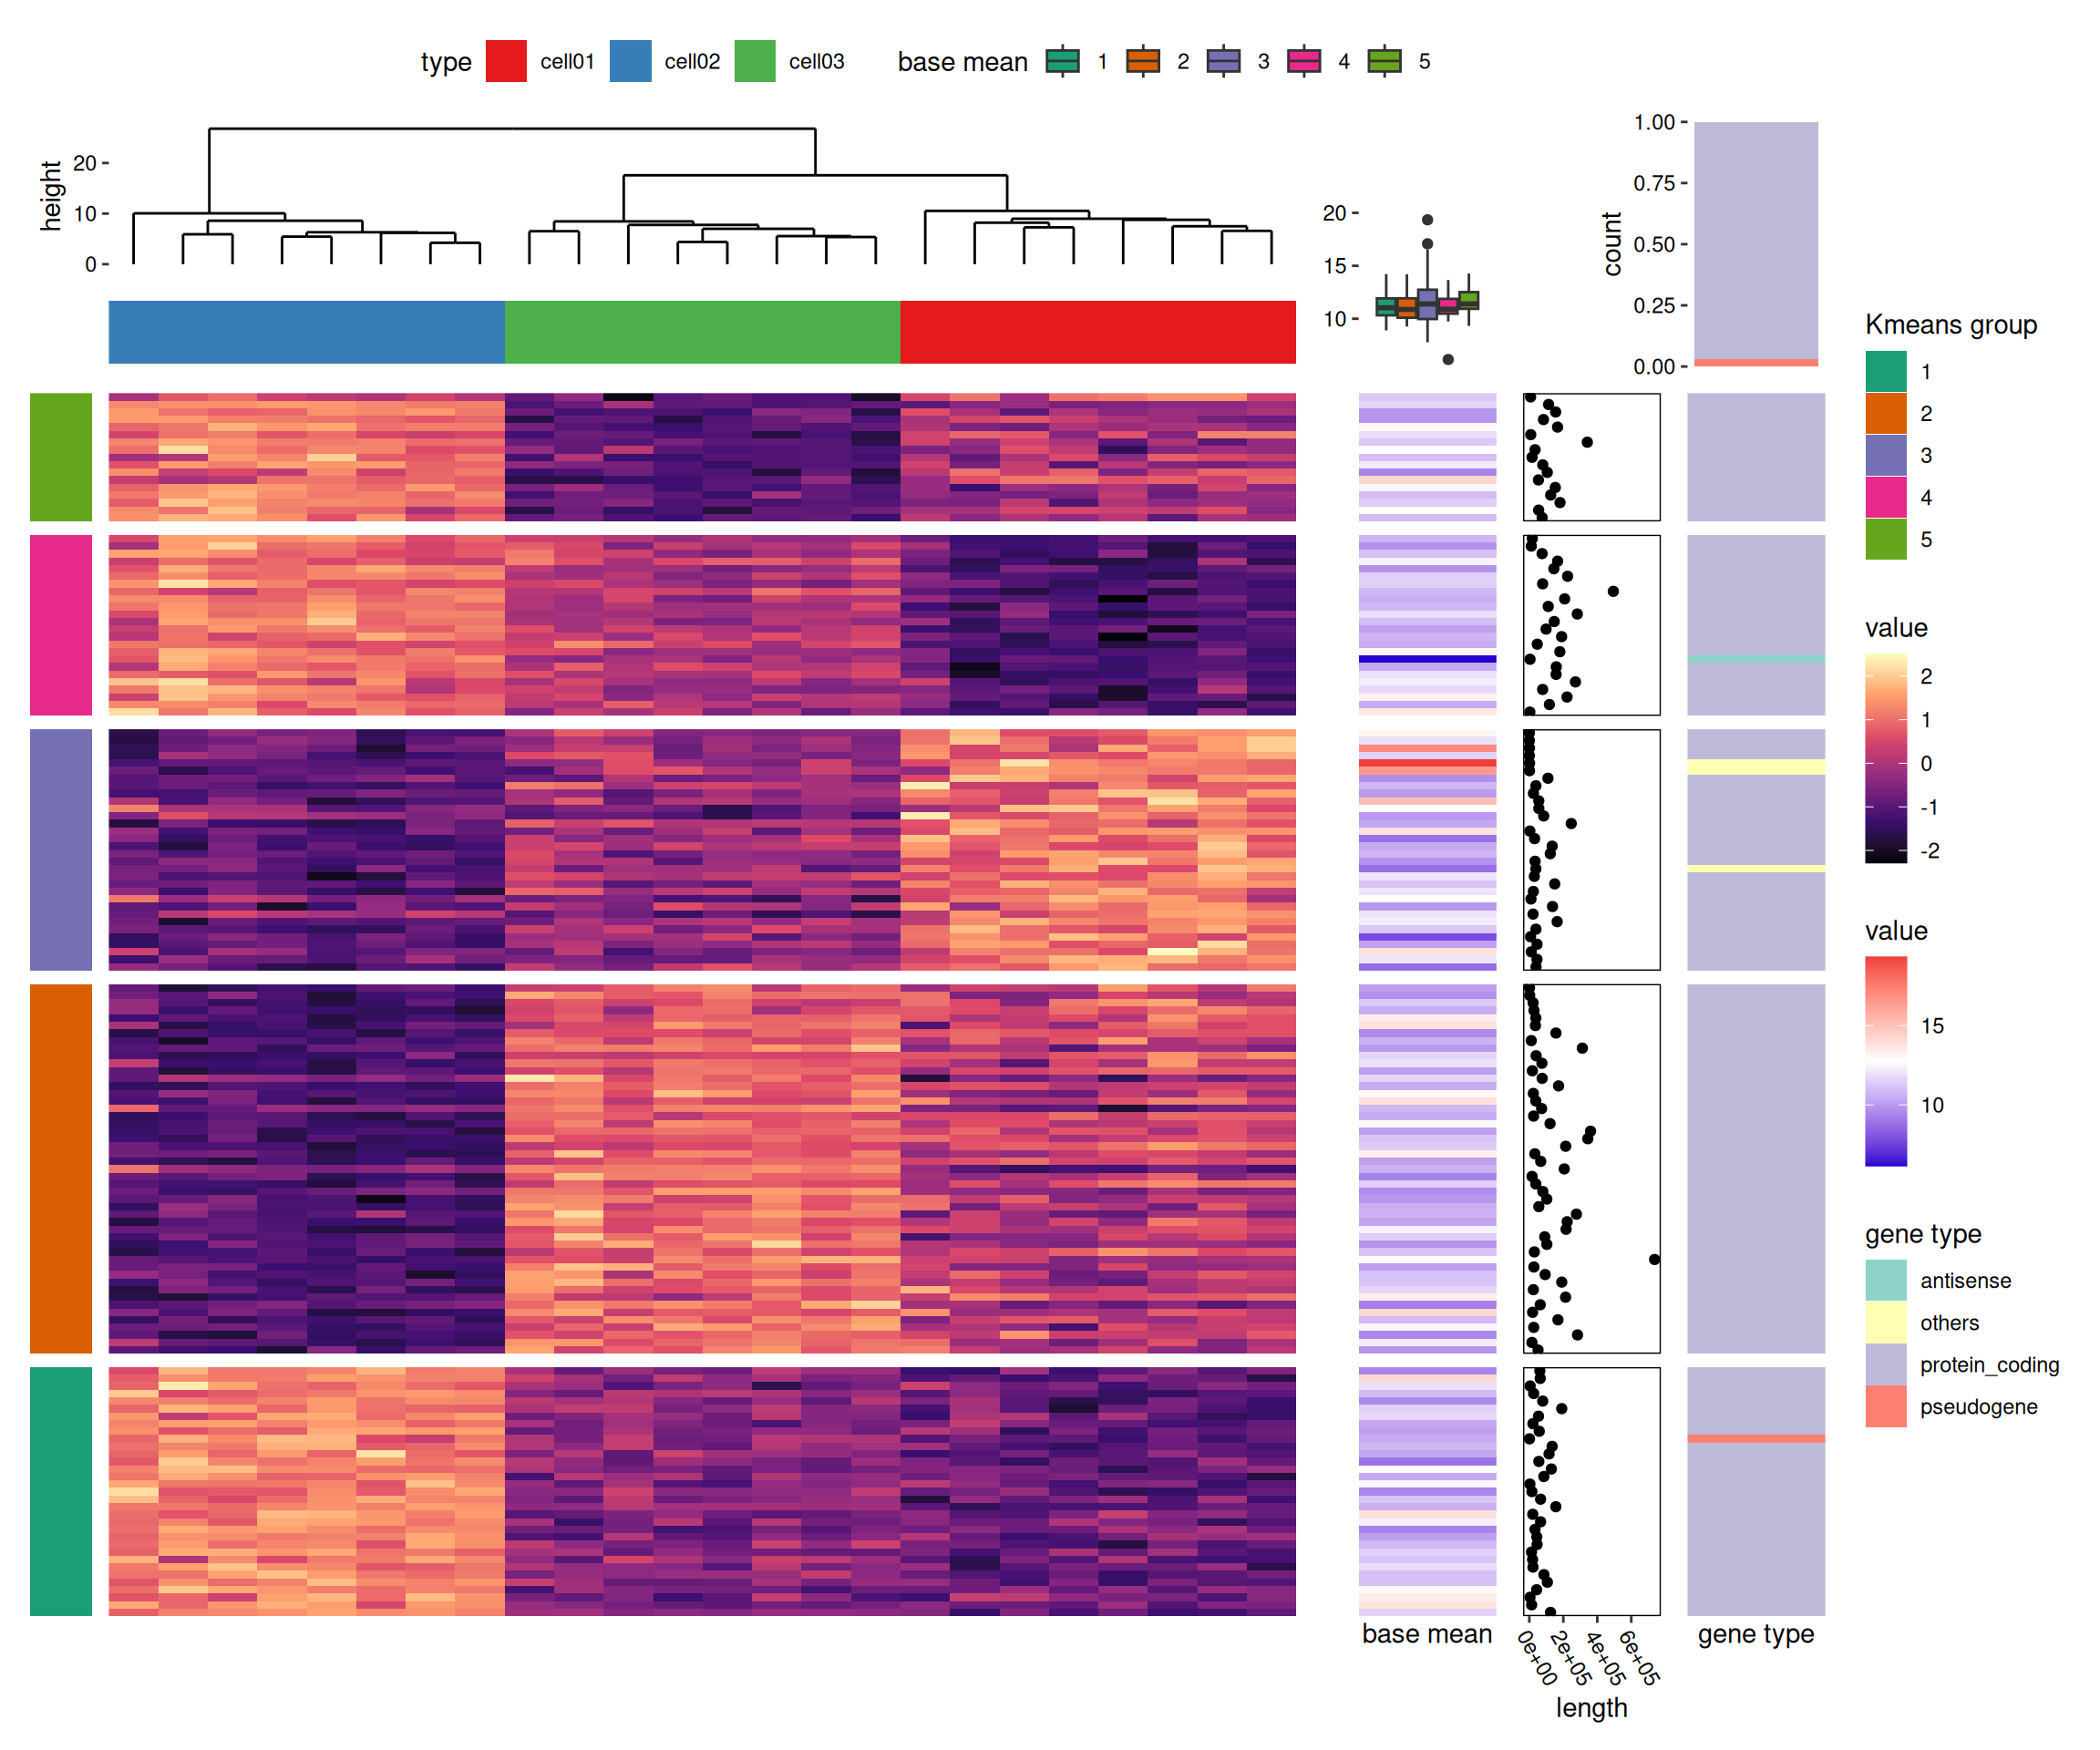 type cell01 cell02 cell03 base mean 1 2 3 4 5
height
20
10
0
20
15
10
count
1.00
0.75
0.50
0.25
0.00
Kmeans group
1
2
3
4
5
value
2
1
0
-1
-2
value
15
10
gene type
antisense
others
protein_coding
pseudogene
base mean
0e+00 2e+05 4e+05 6e+05
length
gene type